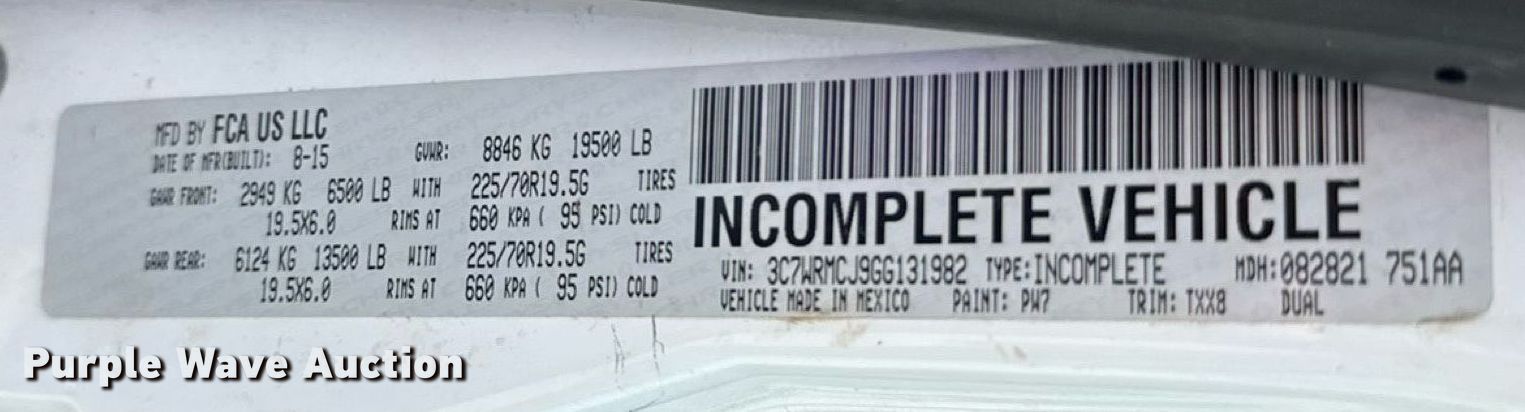 MFD BY FCA US LLC
DATE OF MFR(BUILT): 8-15 GVWR: 8846 KG 19500 LB
GAWR FRONT: 2949 KG 6500 LB WITH 225/70R19.5G TIRES
19.5X6.0 RIMS AT 660 KPA ( 95 PSI) COLD
GAWR REAR: 6124 KG 13500 LB WITH 225/70R19.5G TIRES
19.5X6.0 RIMS AT 660 KPA ( 95 PSI) COLD
INCOMPLETE VEHICLE
VIN: 3C7WRMCJ9GG131982 TYPE:INCOMPLETE MDH:082821 751AA
VEHICLE MADE IN MEXICO PAINT: PW7 TRIM: TXX8 DUAL
Purple Wave Auction